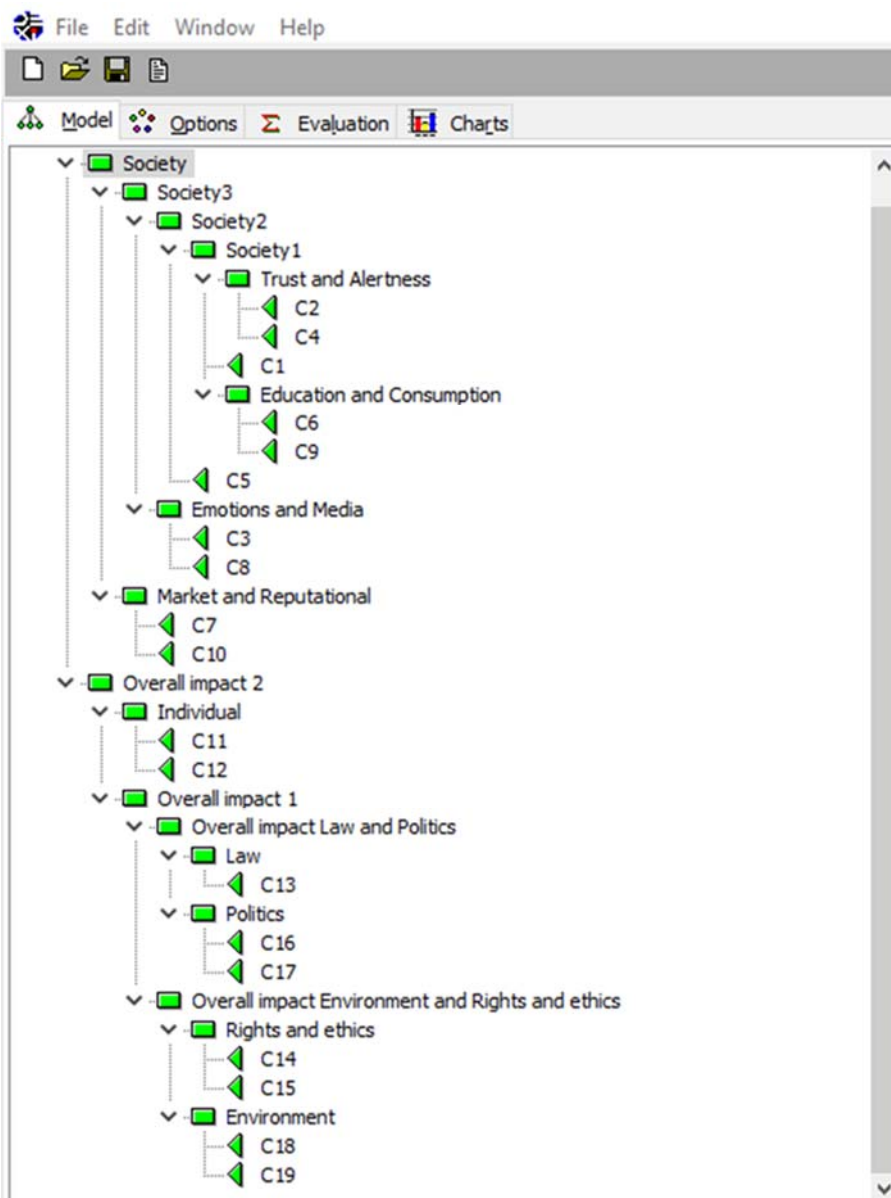 File Edit Window Help
Model Options Evaluation Charts
Society
Society3
Society2
Society1
Trust and Alertness
C2
C4
C1
Education and Consumption
C6
C9
C5
Emotions and Media
C3
C8
Market and Reputational
C7
C10
Overall impact 2
Individual
C11
C12
Overall impact 1
Overall impact Law and Politics
Law
C13
Politics
C16
C17
Overall impact Environment and Rights and ethics
Rights and ethics
C14
C15
Environment
C18
C19